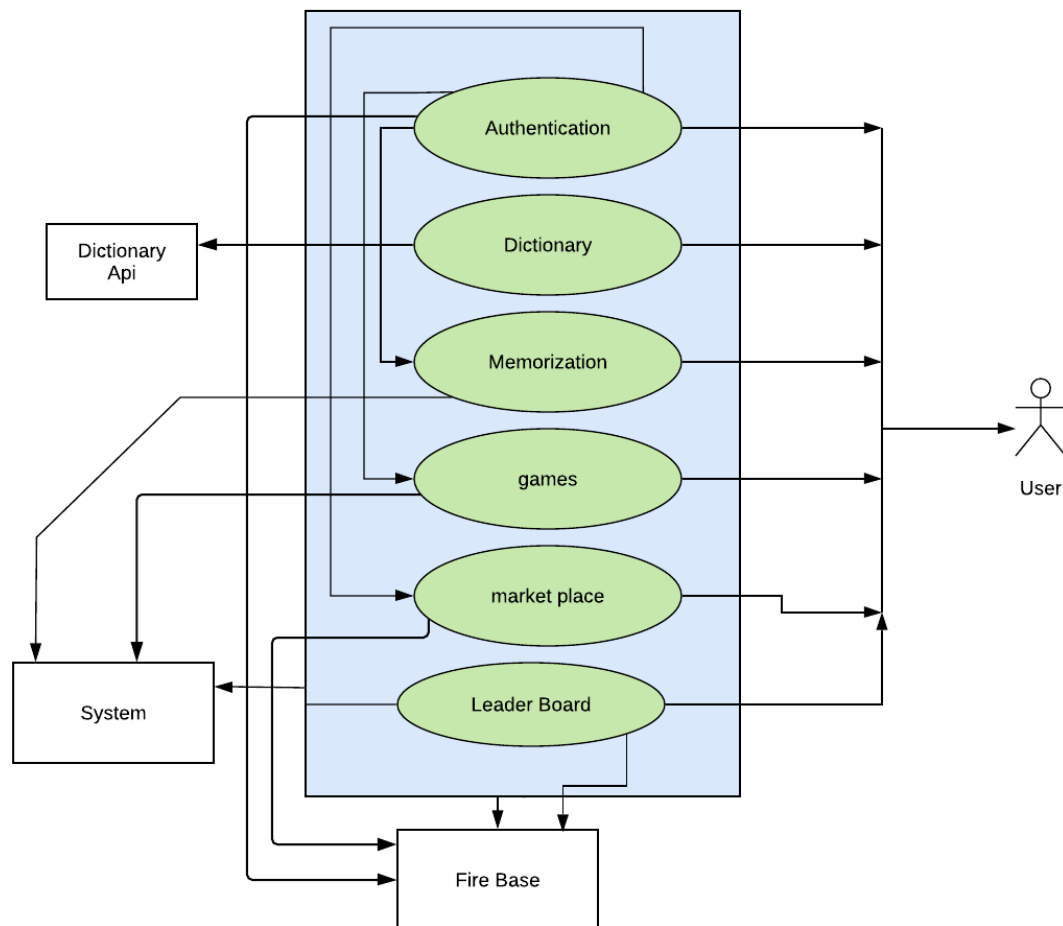 Authentication
Dictionary
Dictionary
Api
Memorization
games
User
market place
System
Leader Board
Fire Base